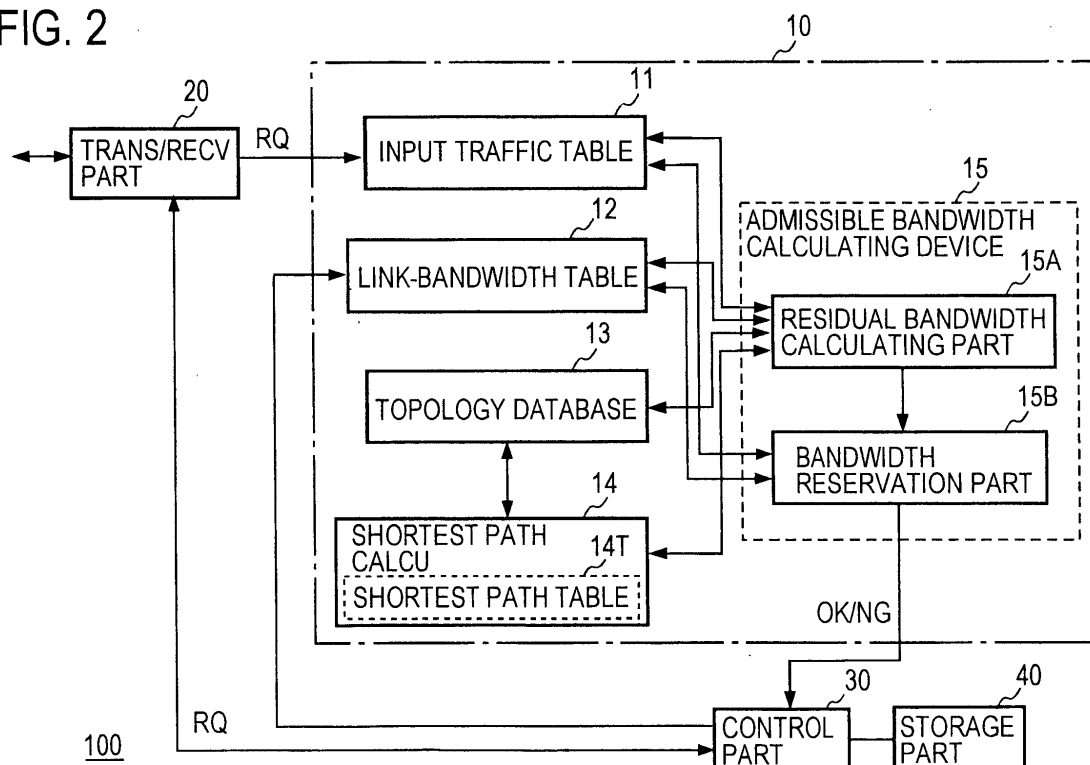 FIG. 2
10
20
TRANS/RECV
PART
RQ
11
INPUT TRAFFIC TABLE
12
LINK-BANDWIDTH TABLE
13
TOPOLOGY DATABASE
14
SHORTEST PATH
CALCU
14T
SHORTEST PATH TABLE
15
ADMISSIBLE BANDWIDTH
CALCULATING DEVICE
15A
RESIDUAL BANDWIDTH
CALCULATING PART
15B
BANDWIDTH
RESERVATION PART
OK/NG
RQ
30
CONTROL
PART
40
STORAGE
PART
100